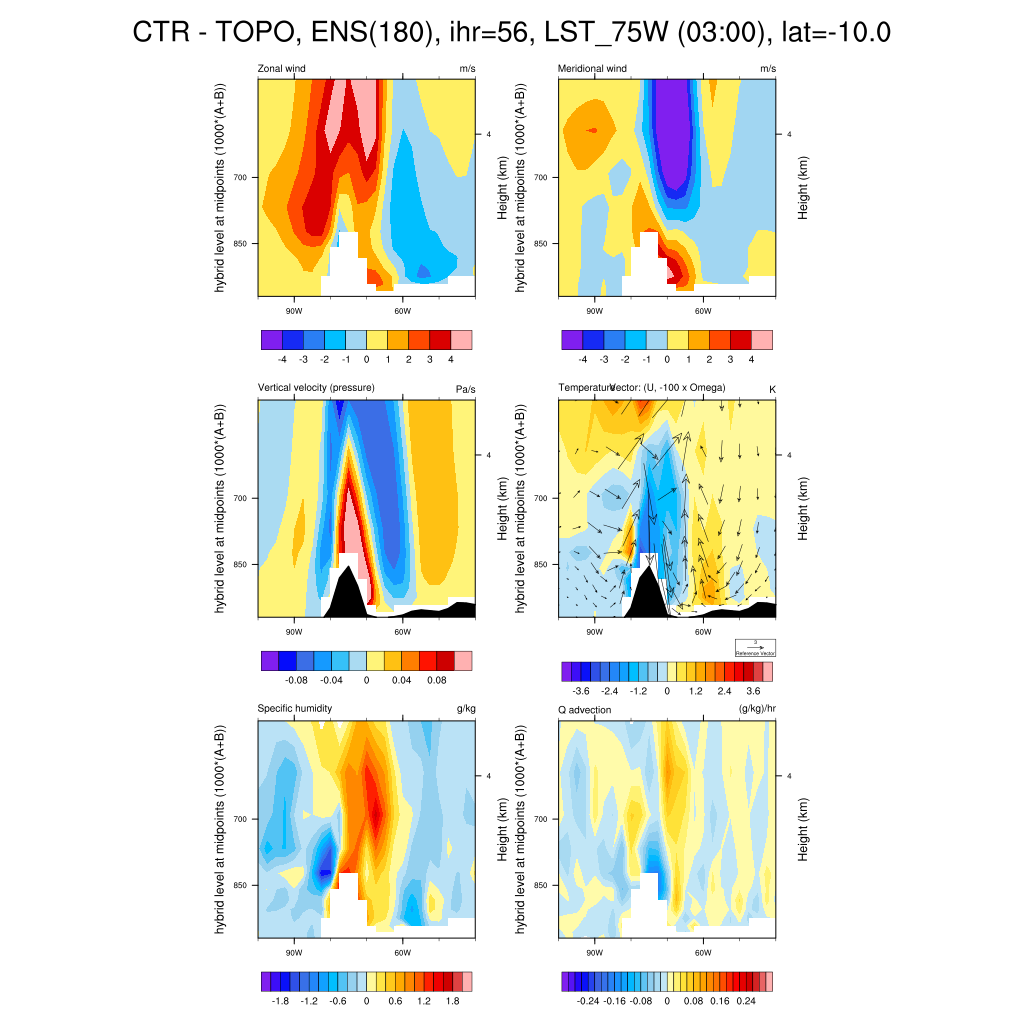 CTR - TOPO, ENS(180), ihr=56, LST_75W (03:00), lat=-10.0
Zonal wind m/s
hybrid level at midpoints (1000*(A+B))
Height (km)
4
700
850
90W 60W
-4 -3 -2 -1 0 1 2 3 4
Meridional wind m/s
hybrid level at midpoints (1000*(A+B))
Height (km)
4
700
850
90W 60W
-4 -3 -2 -1 0 1 2 3 4
Vertical velocity (pressure) Pa/s
hybrid level at midpoints (1000*(A+B))
Height (km)
4
700
850
90W 60W
-0.08 -0.04 0 0.04 0.08
Temperature Vector: (U, -100 x Omega) K
hybrid level at midpoints (1000*(A+B))
Height (km)
4
700
850
90W 60W
3
Reference Vector
-3.6 -2.4 -1.2 0 1.2 2.4 3.6
Specific humidity g/kg
hybrid level at midpoints (1000*(A+B))
Height (km)
4
700
850
90W 60W
-1.8 -1.2 -0.6 0 0.6 1.2 1.8
Q advection (g/kg)/hr
hybrid level at midpoints (1000*(A+B))
Height (km)
4
700
850
90W 60W
-0.24 -0.16 -0.08 0 0.08 0.16 0.24